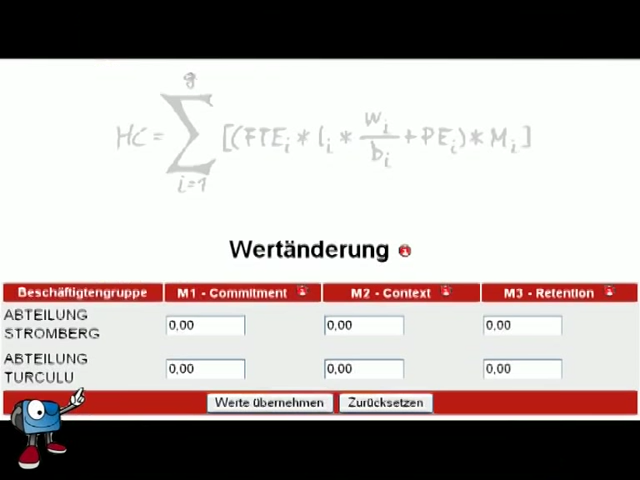 HC = g∑i=1 [(FTEi * li * wi/bi + PEi) * Mi]
Wertänderung
Beschäftigtengruppe M1 - Commitment M2 - Context M3 - Retention
ABTEILUNG STROMBERG 0,00 0,00 0,00
ABTEILUNG TURCULU 0,00 0,00 0,00
Werte übernehmen Zurücksetzen